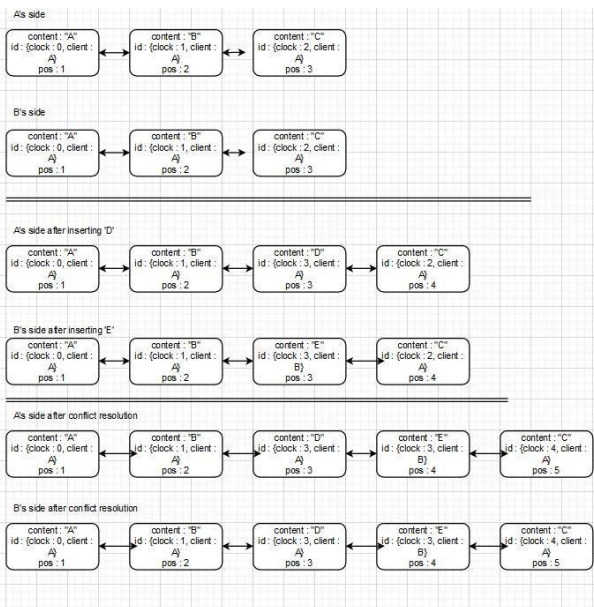 A's side
content : "A"
id : {clock : 0, client :
A}
pos : 1
content : "B"
id : {clock : 1, client :
A}
pos : 2
content : "C"
id : {clock : 2, client :
A}
pos : 3
B's side
content : "A"
id : {clock : 0, client :
A}
pos : 1
content : "B"
id : {clock : 1, client :
A}
pos : 2
content : "C"
id : {clock : 2, client :
A}
pos : 3
A's side after inserting 'D'
content : "A"
id : {clock : 0, client :
A}
pos : 1
content : "B"
id : {clock : 1, client :
A}
pos : 2
content : "D"
id : {clock : 3, client :
A}
pos : 3
content : "C"
id : {clock : 2, client :
A}
pos : 4
B's side after inserting 'E'
content : "A"
id : {clock : 0, client :
A}
pos : 1
content : "B"
id : {clock : 1, client :
A}
pos : 2
content : "E"
id : {clock : 3, client :
B}
pos : 3
content : "C"
id : {clock : 2, client :
A}
pos : 4
A's side after conflict resolution
content : "A"
id : {clock : 0, client :
A}
pos : 1
content : "B"
id : {clock : 1, client :
A}
pos : 2
content : "D"
id : {clock : 3, client :
A}
pos : 3
content : "E"
id : {clock : 3, client :
B}
pos : 4
content : "C"
id : {clock : 4, client :
A}
pos : 5
B's side after conflict resolution
content : "A"
id : {clock : 0, client :
A}
pos : 1
content : "B"
id : {clock : 1, client :
A}
pos : 2
content : "D"
id : {clock : 3, client :
A}
pos : 3
content : "E"
id : {clock : 3, client :
B}
pos : 4
content : "C"
id : {clock : 4, client :
A}
pos : 5